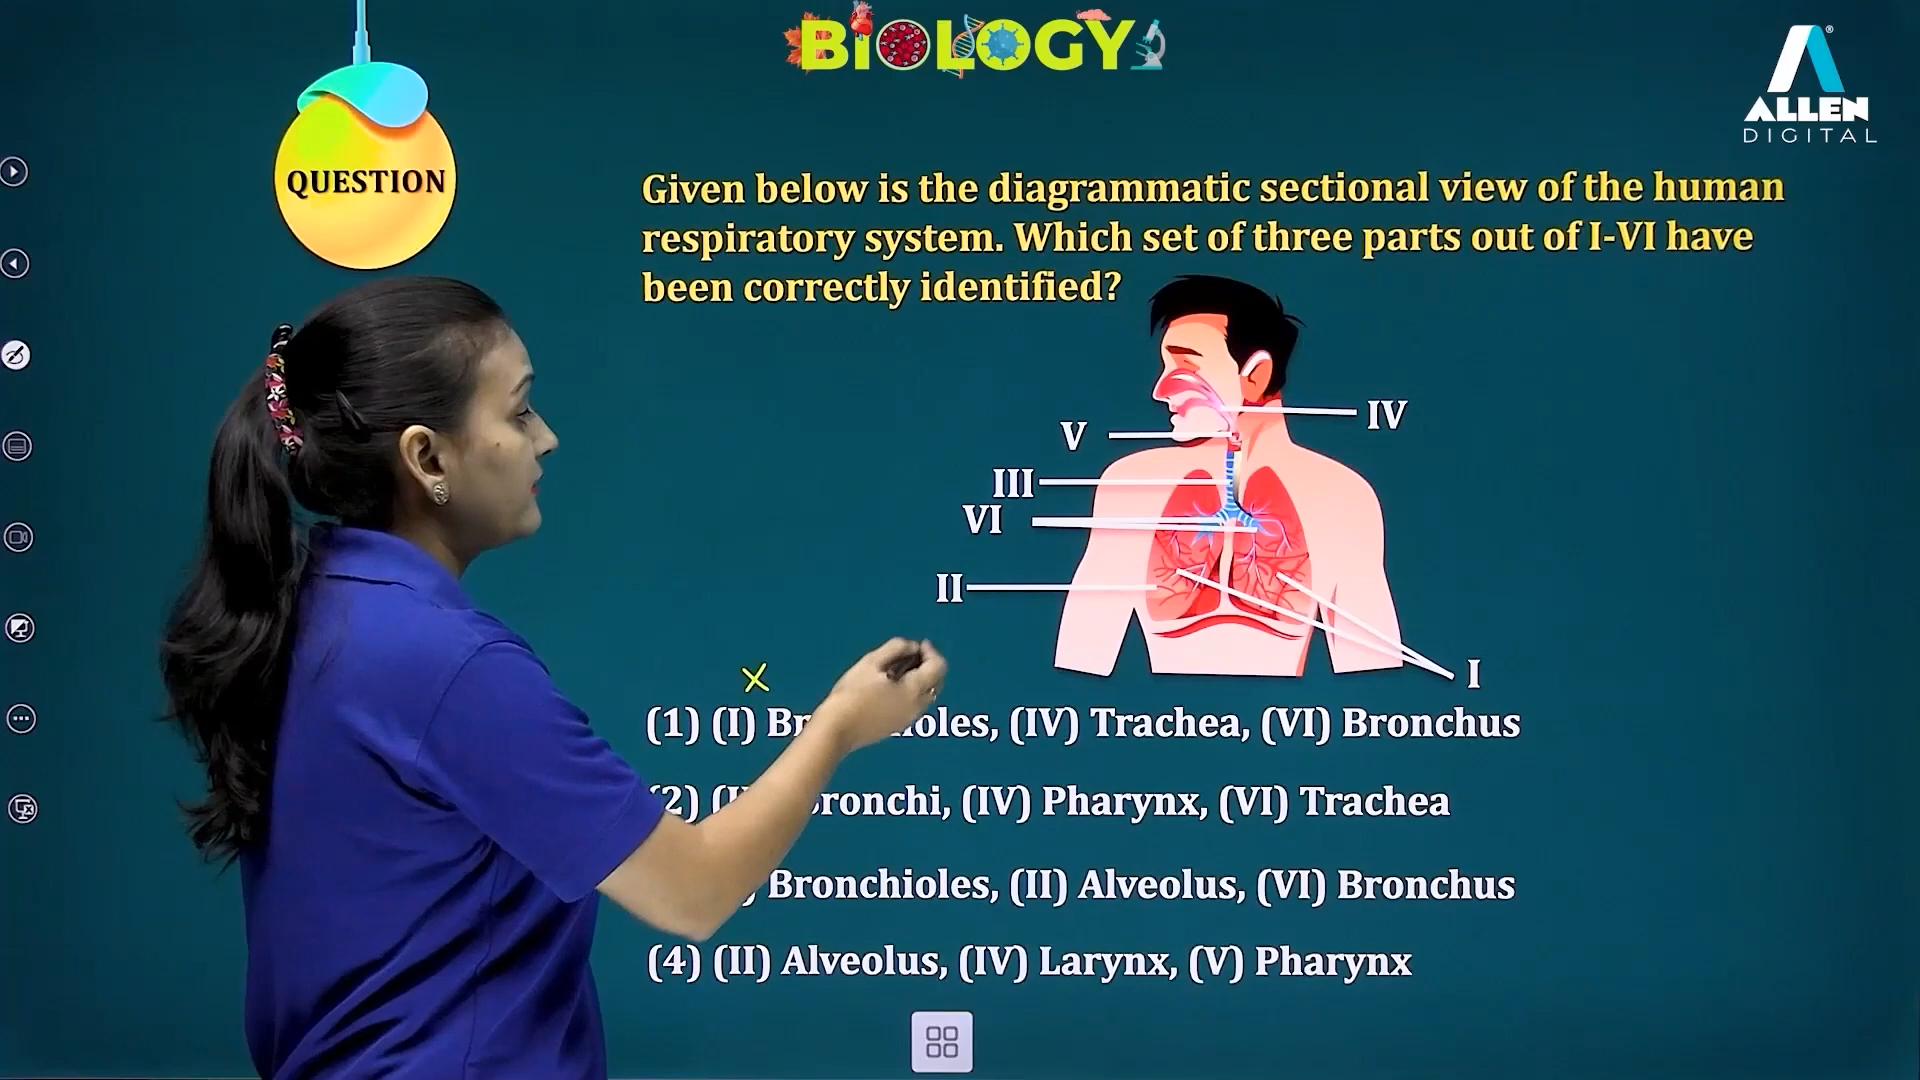 BIOLOGY
ALLEN
DIGITAL
QUESTION
Given below is the diagrammatic sectional view of the human
respiratory system. Which set of three parts out of I-VI have
been correctly identified?
IV
V
III
VI
II
I
(1) (I) oles, (IV) Trachea, (VI) Bronchus
2) ronchi, (IV) Pharynx, (VI) Trachea
Bronchioles, (II) Alveolus, (VI) Bronchus
(4) (II) Alveolus, (IV) Larynx, (V) Pharynx